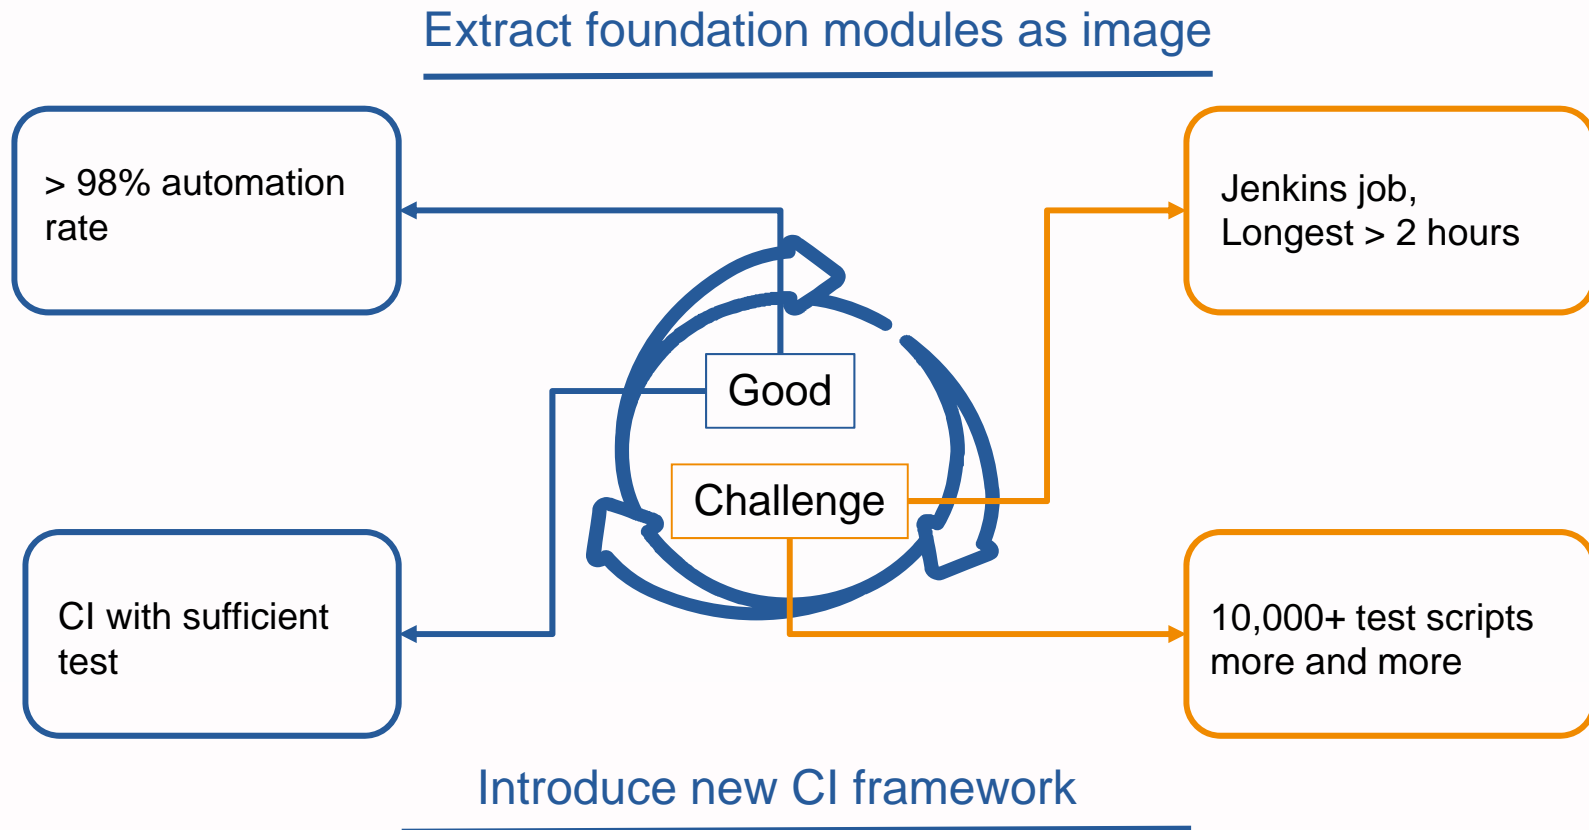 Extract foundation modules as image
> 98% automation
rate
Jenkins job,
Longest > 2 hours
Good
Challenge
CI with sufficient
test
10,000+ test scripts
more and more
Introduce new CI framework